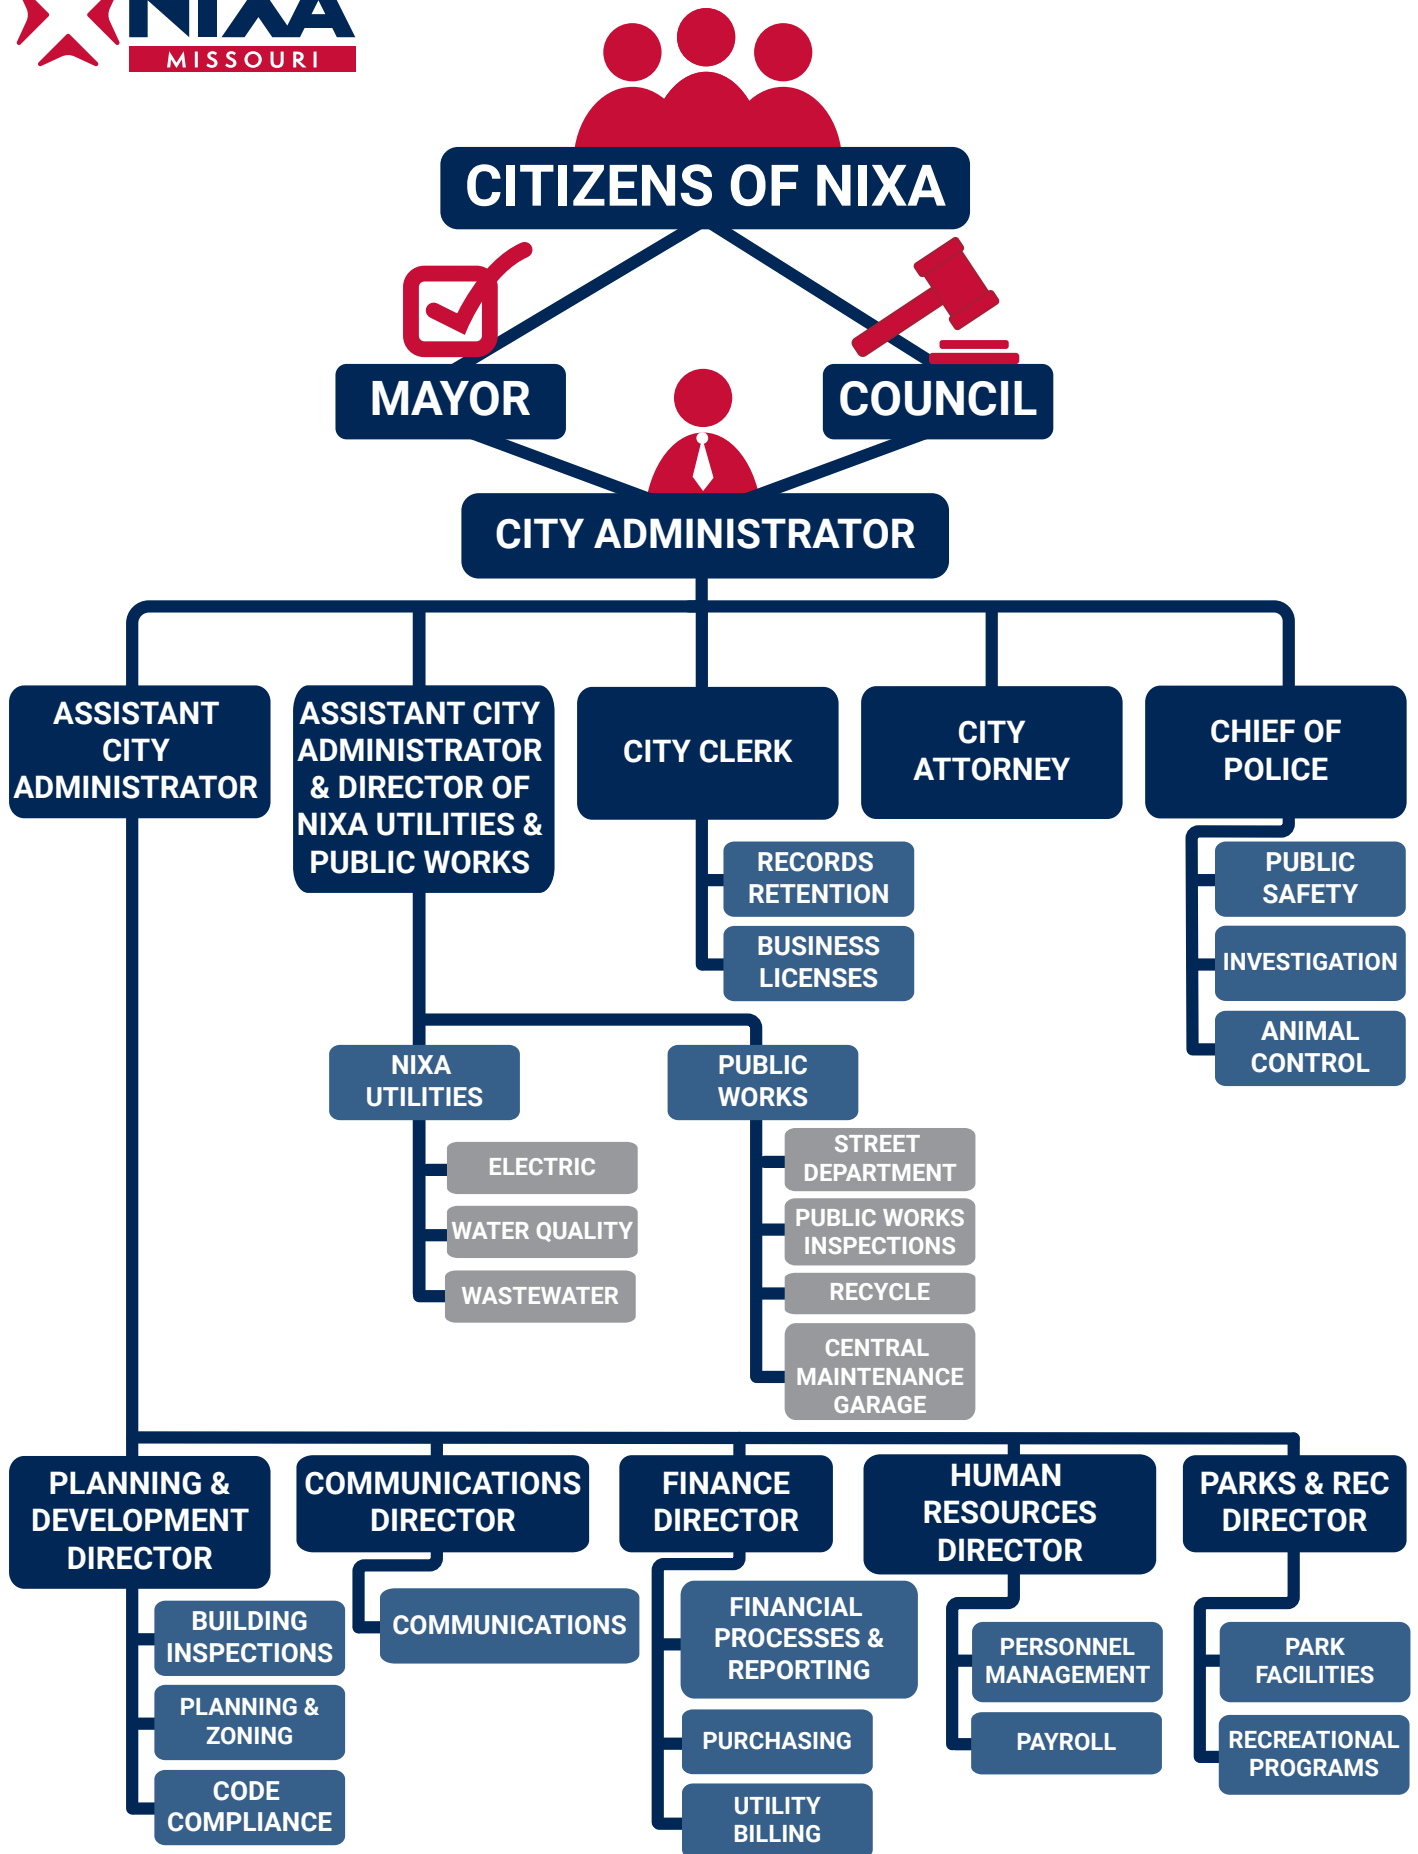 NIXA
MISSOURI
CITIZENS OF NIXA
MAYOR
COUNCIL
CITY ADMINISTRATOR
ASSISTANT
CITY
ADMINISTRATOR
ASSISTANT CITY
ADMINISTRATOR
& DIRECTOR OF
NIXA UTILITIES &
PUBLIC WORKS
CITY CLERK
CITY
ATTORNEY
CHIEF OF
POLICE
RECORDS
RETENTION
BUSINESS
LICENSES
PUBLIC
SAFETY
INVESTIGATION
ANIMAL
CONTROL
NIXA
UTILITIES
PUBLIC
WORKS
ELECTRIC
WATER QUALITY
WASTEWATER
STREET
DEPARTMENT
PUBLIC WORKS
INSPECTIONS
RECYCLE
CENTRAL
MAINTENANCE
GARAGE
PLANNING &
DEVELOPMENT
DIRECTOR
COMMUNICATIONS
DIRECTOR
FINANCE
DIRECTOR
HUMAN
RESOURCES
DIRECTOR
PARKS & REC
DIRECTOR
BUILDING
INSPECTIONS
PLANNING &
ZONING
CODE
COMPLIANCE
COMMUNICATIONS
FINANCIAL
PROCESSES &
REPORTING
PURCHASING
UTILITY
BILLING
PERSONNEL
MANAGEMENT
PAYROLL
PARK
FACILITIES
RECREATIONAL
PROGRAMS